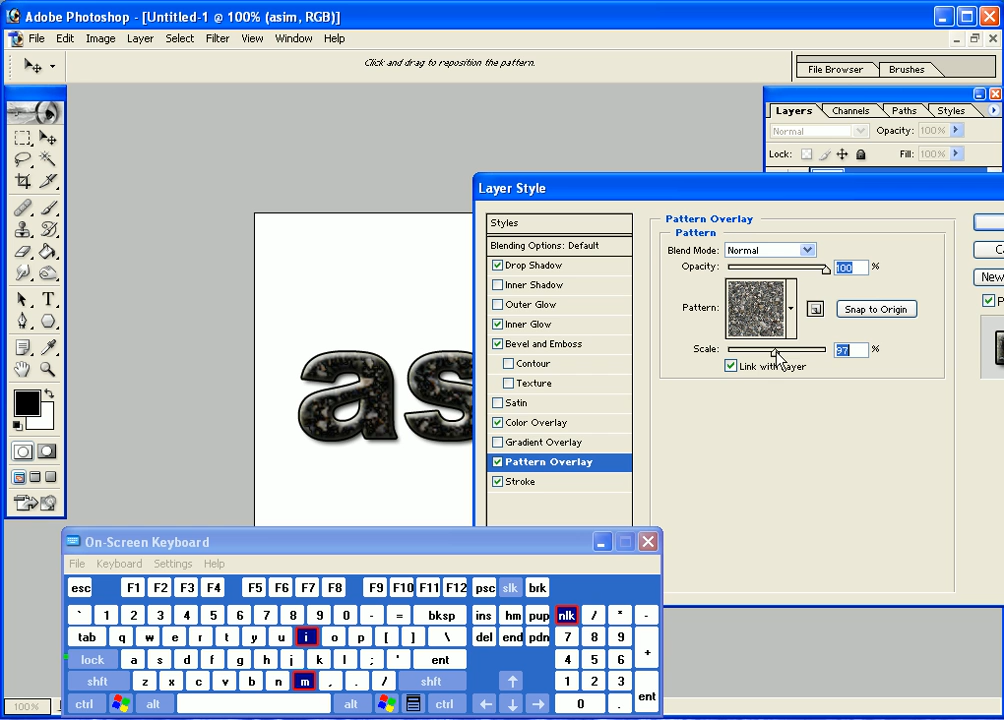 Adobe Photoshop - [Untitled-1 @ 100% (asim, RGB)]
File Edit Image Layer Select Filter View Window Help
Click and drag to reposition the pattern.
File Browser Brushes
Layers Channels Paths Styles
Normal Opacity: 100%
Lock: Fill: 100%
Layer Style
Styles
Blending Options: Default
Drop Shadow
Inner Shadow
Outer Glow
Inner Glow
Bevel and Emboss
Contour
Texture
Satin
Color Overlay
Gradient Overlay
Pattern Overlay
Stroke
Pattern Overlay
Pattern
Blend Mode: Normal
Opacity: 100 %
Pattern: Snap to Origin
Scale: 97 %
Link with Layer
Ca
New
P
as
T
100%
On-Screen Keyboard
File Keyboard Settings Help
esc F1 F2 F3 F4 F5 F6 F7 F8 F9 F10 F11 F12 psc slk brk
` 1 2 3 4 5 6 7 8 9 0 - = bksp ins hm pup nlk / * -
tab q w e r t y u i o p [ ] \ del end pdn 7 8 9 +
lock a s d f g h j k l ; ' ent 4 5 6
shft z x c v b n m , . / shft ↑ 1 2 3 ent
ctrl alt alt ctrl ← ↓ → 0 .